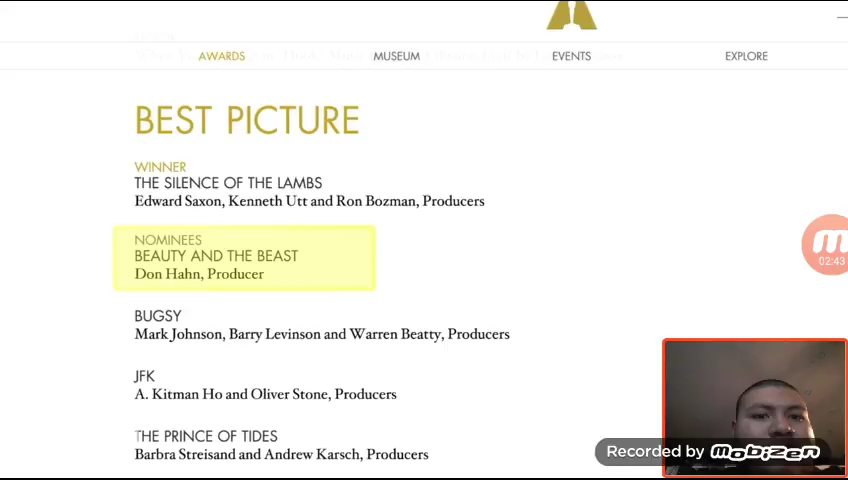 AWARDS
MUSEUM
EVENTS
EXPLORE
BEST PICTURE
WINNER
THE SILENCE OF THE LAMBS
Edward Saxon, Kenneth Utt and Ron Bozman, Producers
NOMINEES
BEAUTY AND THE BEAST
Don Hahn, Producer
BUGSY
Mark Johnson, Barry Levinson and Warren Beatty, Producers
JFK
A. Kitman Ho and Oliver Stone, Producers
THE PRINCE OF TIDES
Barbra Streisand and Andrew Karsch, Producers
02:43
Recorded by Mobizen